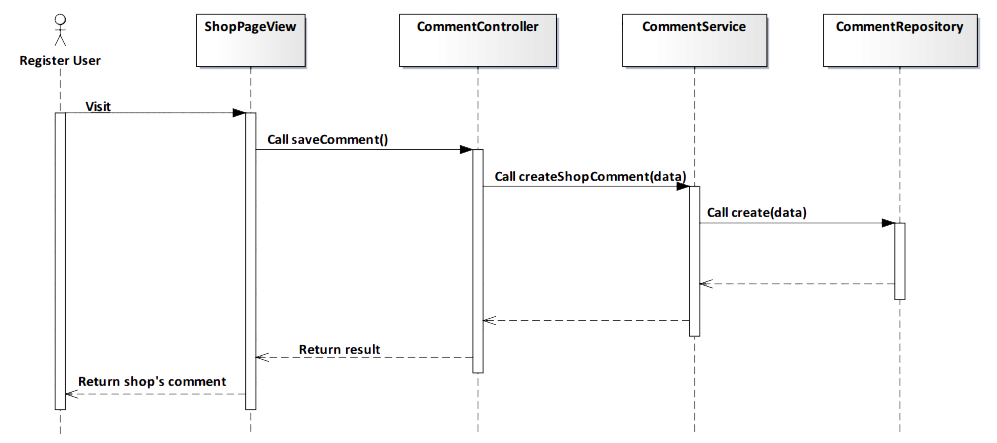 ShopPageView
CommentController
CommentService
CommentRepository
Register User
Visit
Call saveComment()
Call createShopComment(data)
Call create(data)
Return result
Return shop's comment